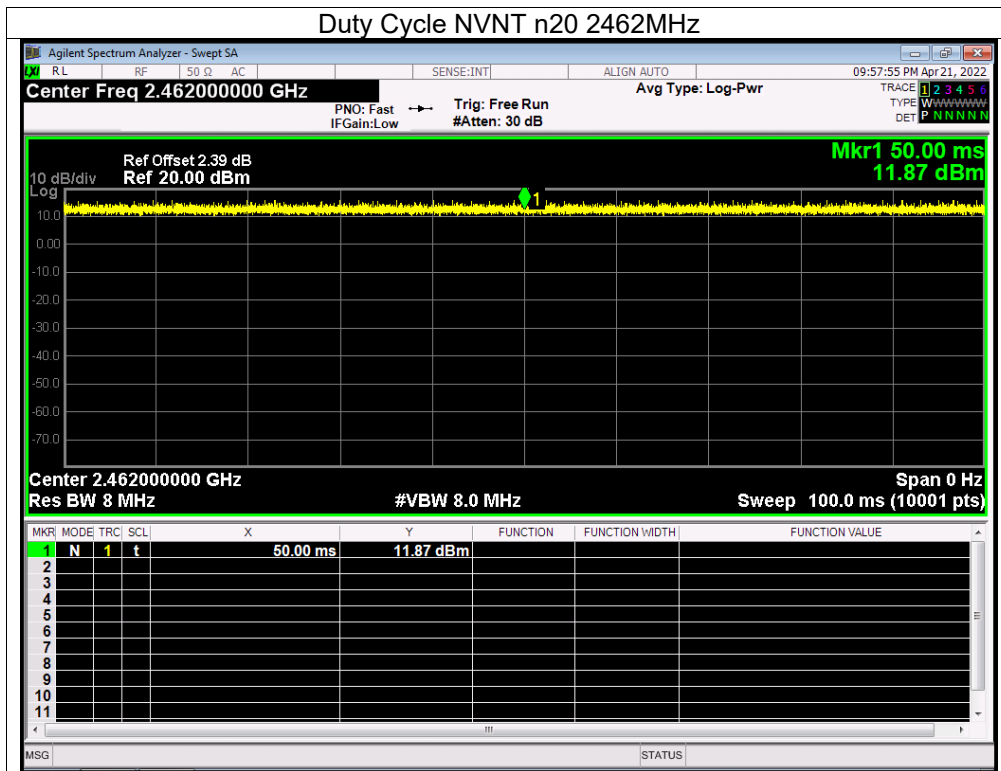 Duty Cycle NVNT n20 2462MHz
Agilent Spectrum Analyzer - Swept SA
LXI RL RF 50 Ω AC SENSE:INT ALIGN AUTO 09:57:55 PM Apr 21, 2022
Center Freq 2.462000000 GHz Avg Type: Log-Pwr TRACE 1 2 3 4 5 6
PNO: Fast Trig: Free Run TYPE WWWWWW
IFGain:Low #Atten: 30 dB DET P N N N N N
Mkr1 50.00 ms
Ref Offset 2.39 dB
10 dB/div Ref 20.00 dBm 11.87 dBm
Log
1
10.0
0.00
-10.0
-20.0
-30.0
-40.0
-50.0
-60.0
-70.0
Center 2.462000000 GHz Span 0 Hz
Res BW 8 MHz #VBW 8.0 MHz Sweep 100.0 ms (10001 pts)
MKR MODE TRC SCL X Y FUNCTION FUNCTION WIDTH FUNCTION VALUE
1 N 1 t 50.00 ms 11.87 dBm
2
3
4
5
6
7
8
9
10
11
MSG STATUS